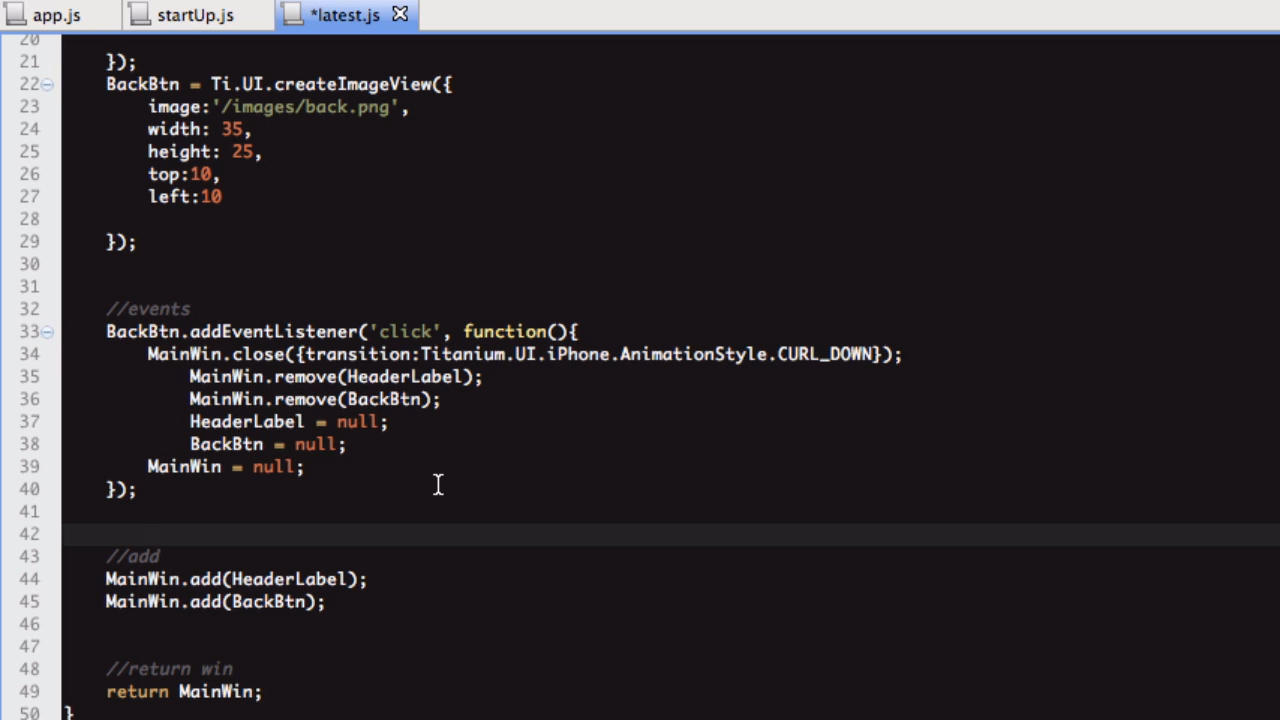 app.js startUp.js *latest.js
20
21 });
22 BackBtn = Ti.UI.createImageView({
23 image:'/images/back.png',
24 width: 35,
25 height: 25,
26 top:10,
27 left:10
28
29 });
30
31
32 //events
33 BackBtn.addEventListener('click', function(){
34 MainWin.close({transition:Titanium.UI.iPhone.AnimationStyle.CURL_DOWN});
35 MainWin.remove(HeaderLabel);
36 MainWin.remove(BackBtn);
37 HeaderLabel = null;
38 BackBtn = null;
39 MainWin = null;
40 });
41
42
43 //add
44 MainWin.add(HeaderLabel);
45 MainWin.add(BackBtn);
46
47
48 //return win
49 return MainWin;
50 }